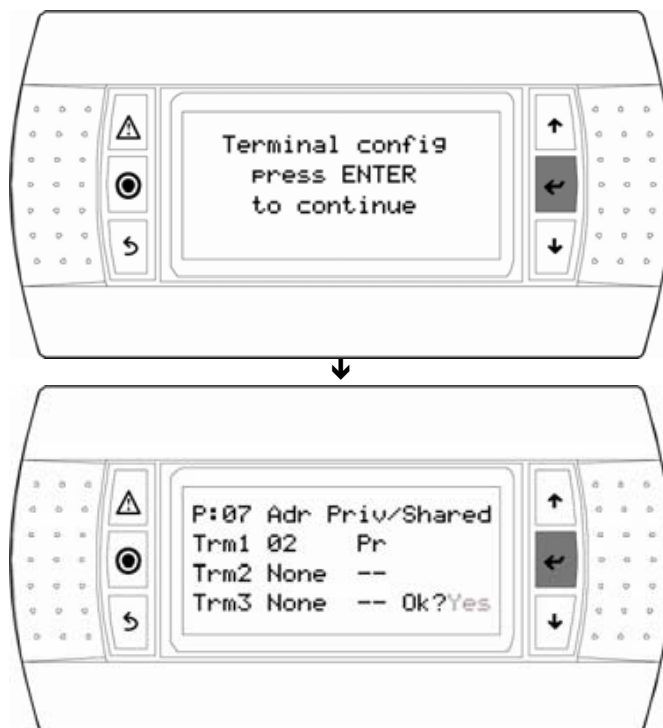 Terminal config
press ENTER
to continue
P:07 Adr Priv/Shared
Trm1 02 Pr
Trm2 None --
Trm3 None -- Ok?Yes